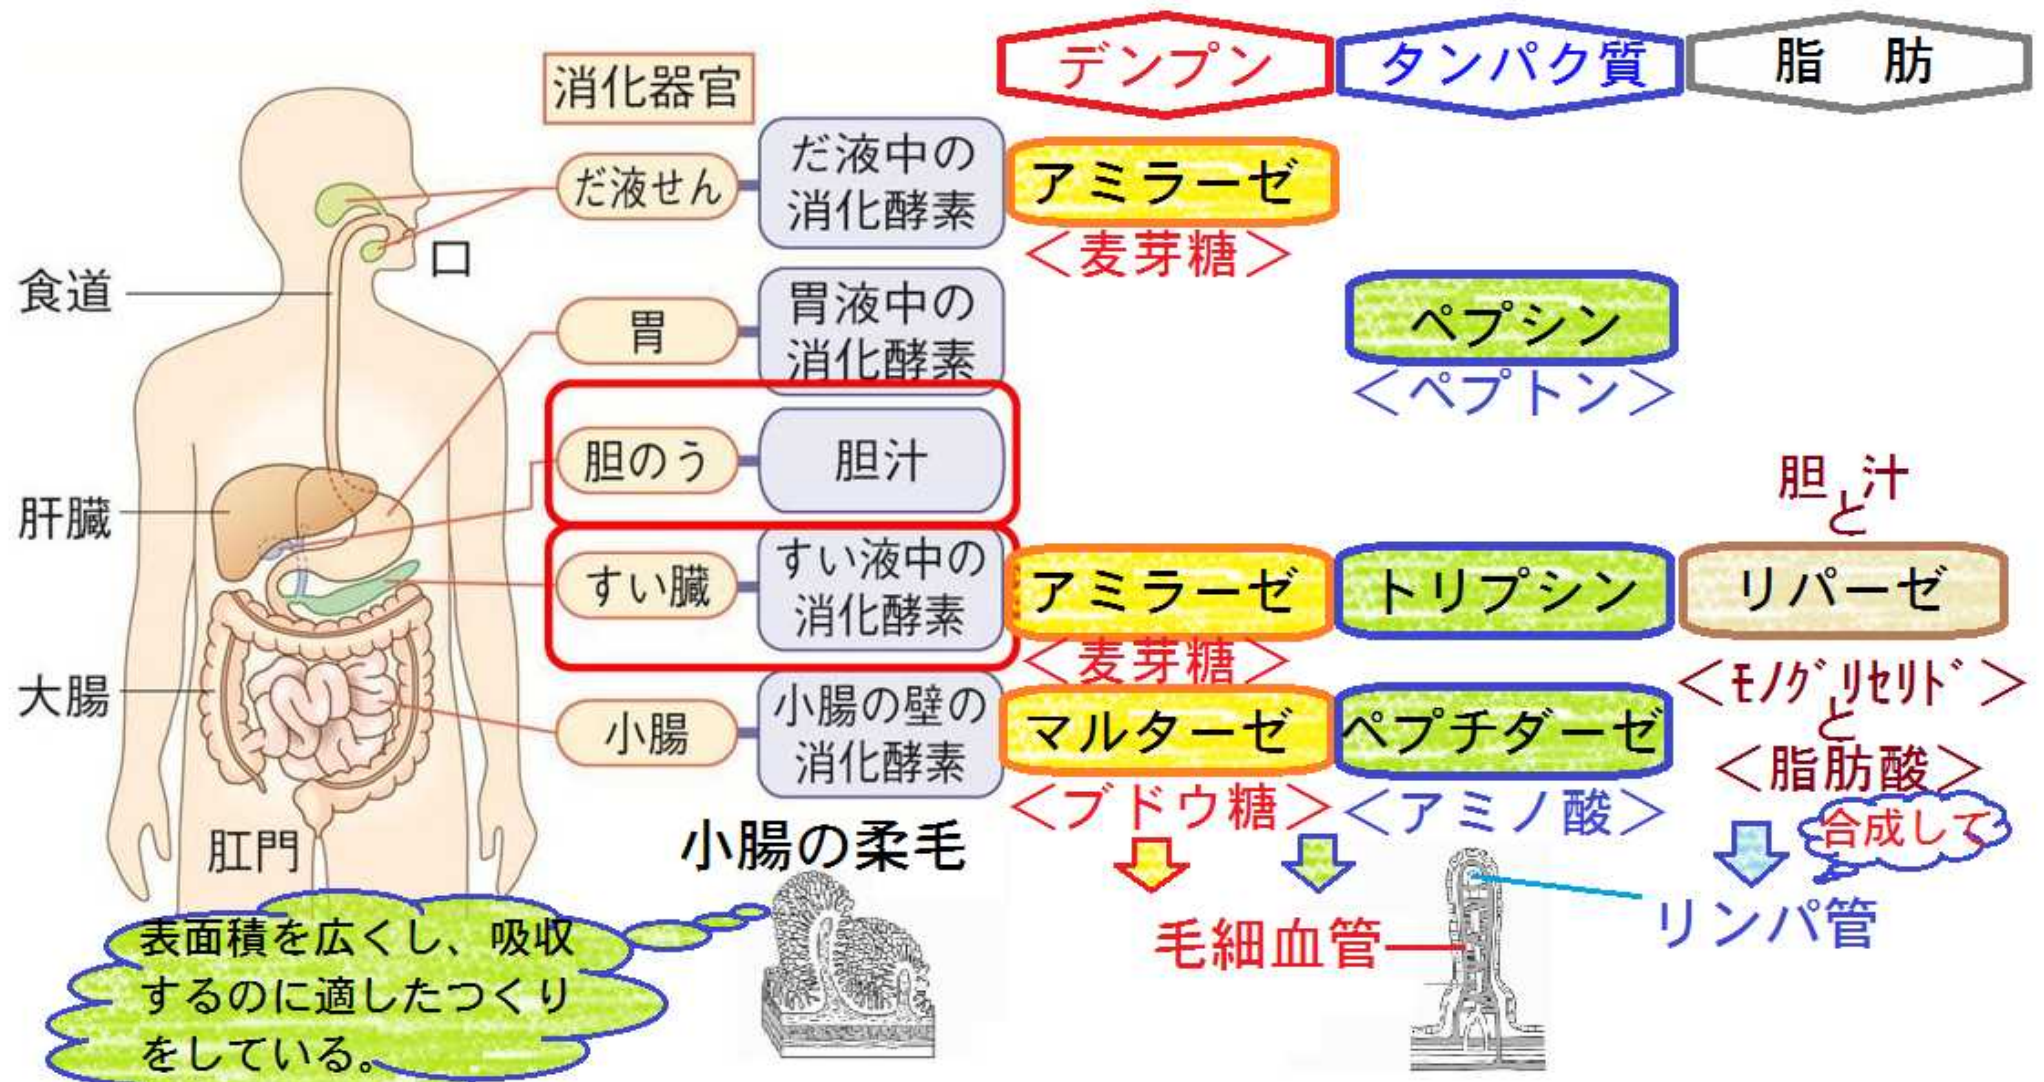 消化器官
デンプン
タンパク質
脂　肪
だ液せん
だ液中の
消化酵素
アミラーゼ
＜麦芽糖＞
口
食道
胃
胃液中の
消化酵素
ペプシン
＜ペプトン＞
胆のう
胆汁
胆　汁
と
肝臓
すい臓
すい液中の
消化酵素
アミラーゼ
トリプシン
リパーゼ
＜麦芽糖＞
＜ﾓﾉｸﾞﾘｾﾘﾄﾞ＞
と
＜脂肪酸＞
大腸
小腸
小腸の壁の
消化酵素
マルターゼ
ペプチダーゼ
＜ブドウ糖＞
＜アミノ酸＞
合成して
肛門
小腸の柔毛
毛細血管
リンパ管
表面積を広くし、吸収
するのに適したつくり
をしている。